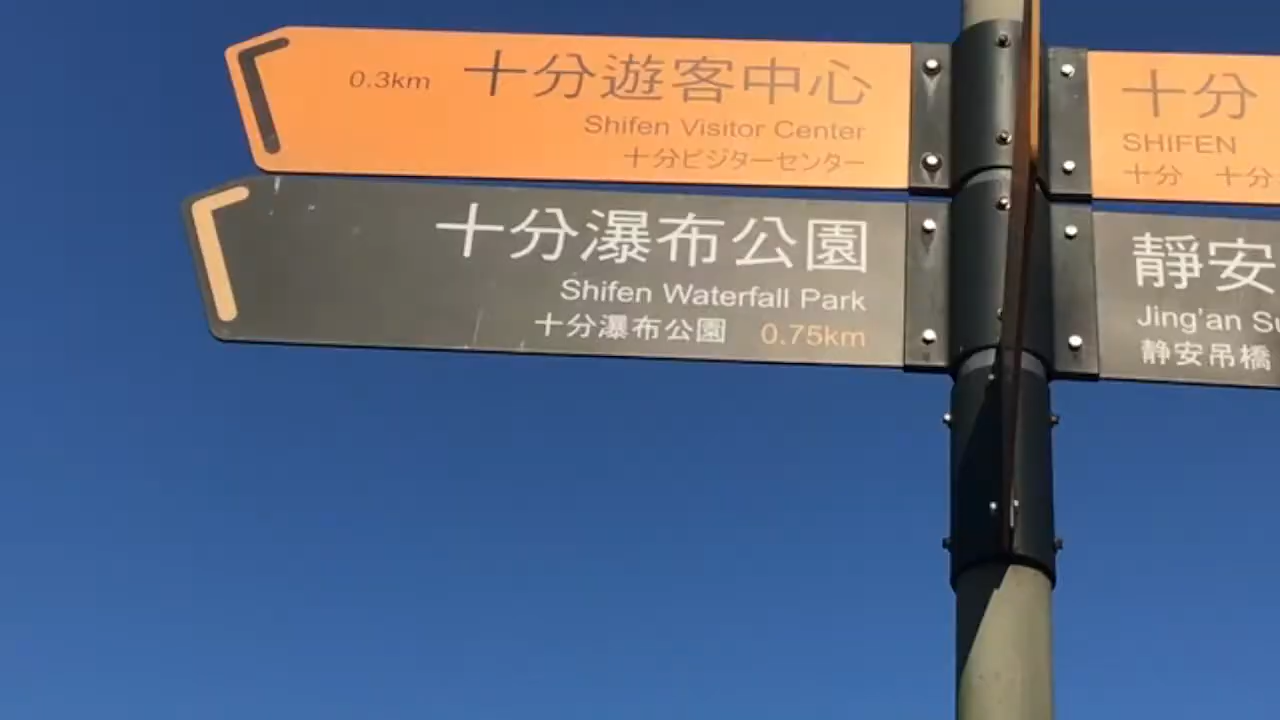 0.3km 十分遊客中心
Shifen Visitor Center
十分ビジターセンター
十分瀑布公園
Shifen Waterfall Park
十分瀑布公園 0.75km
十分
SHIFEN
十分 十分
靜安
Jing'an
静安吊橋